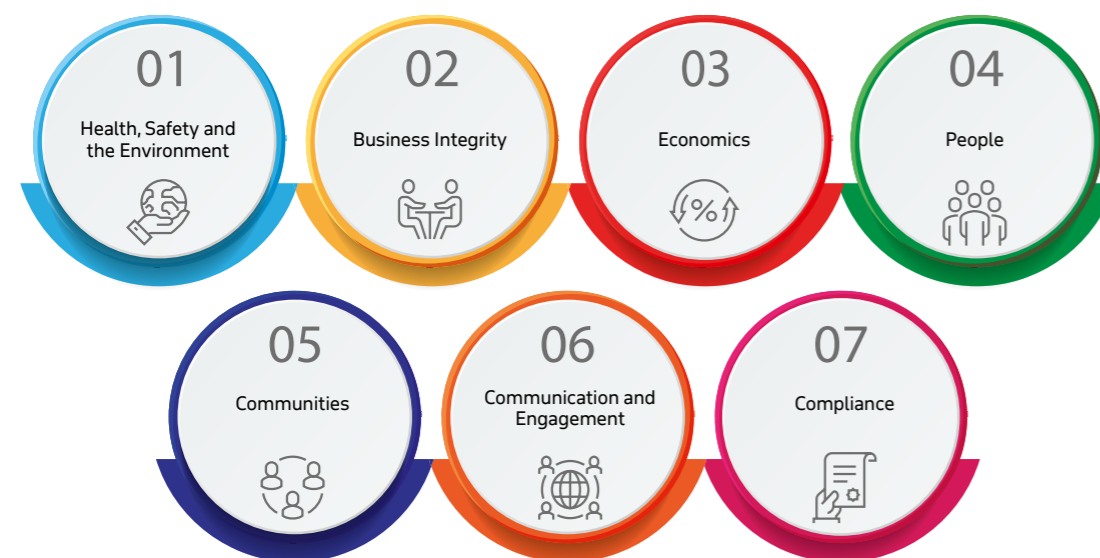 01
Health, Safety and
the Environment
02
Business Integrity
03
Economics
%
04
People
05
Communities
06
Communication and
Engagement
07
Compliance